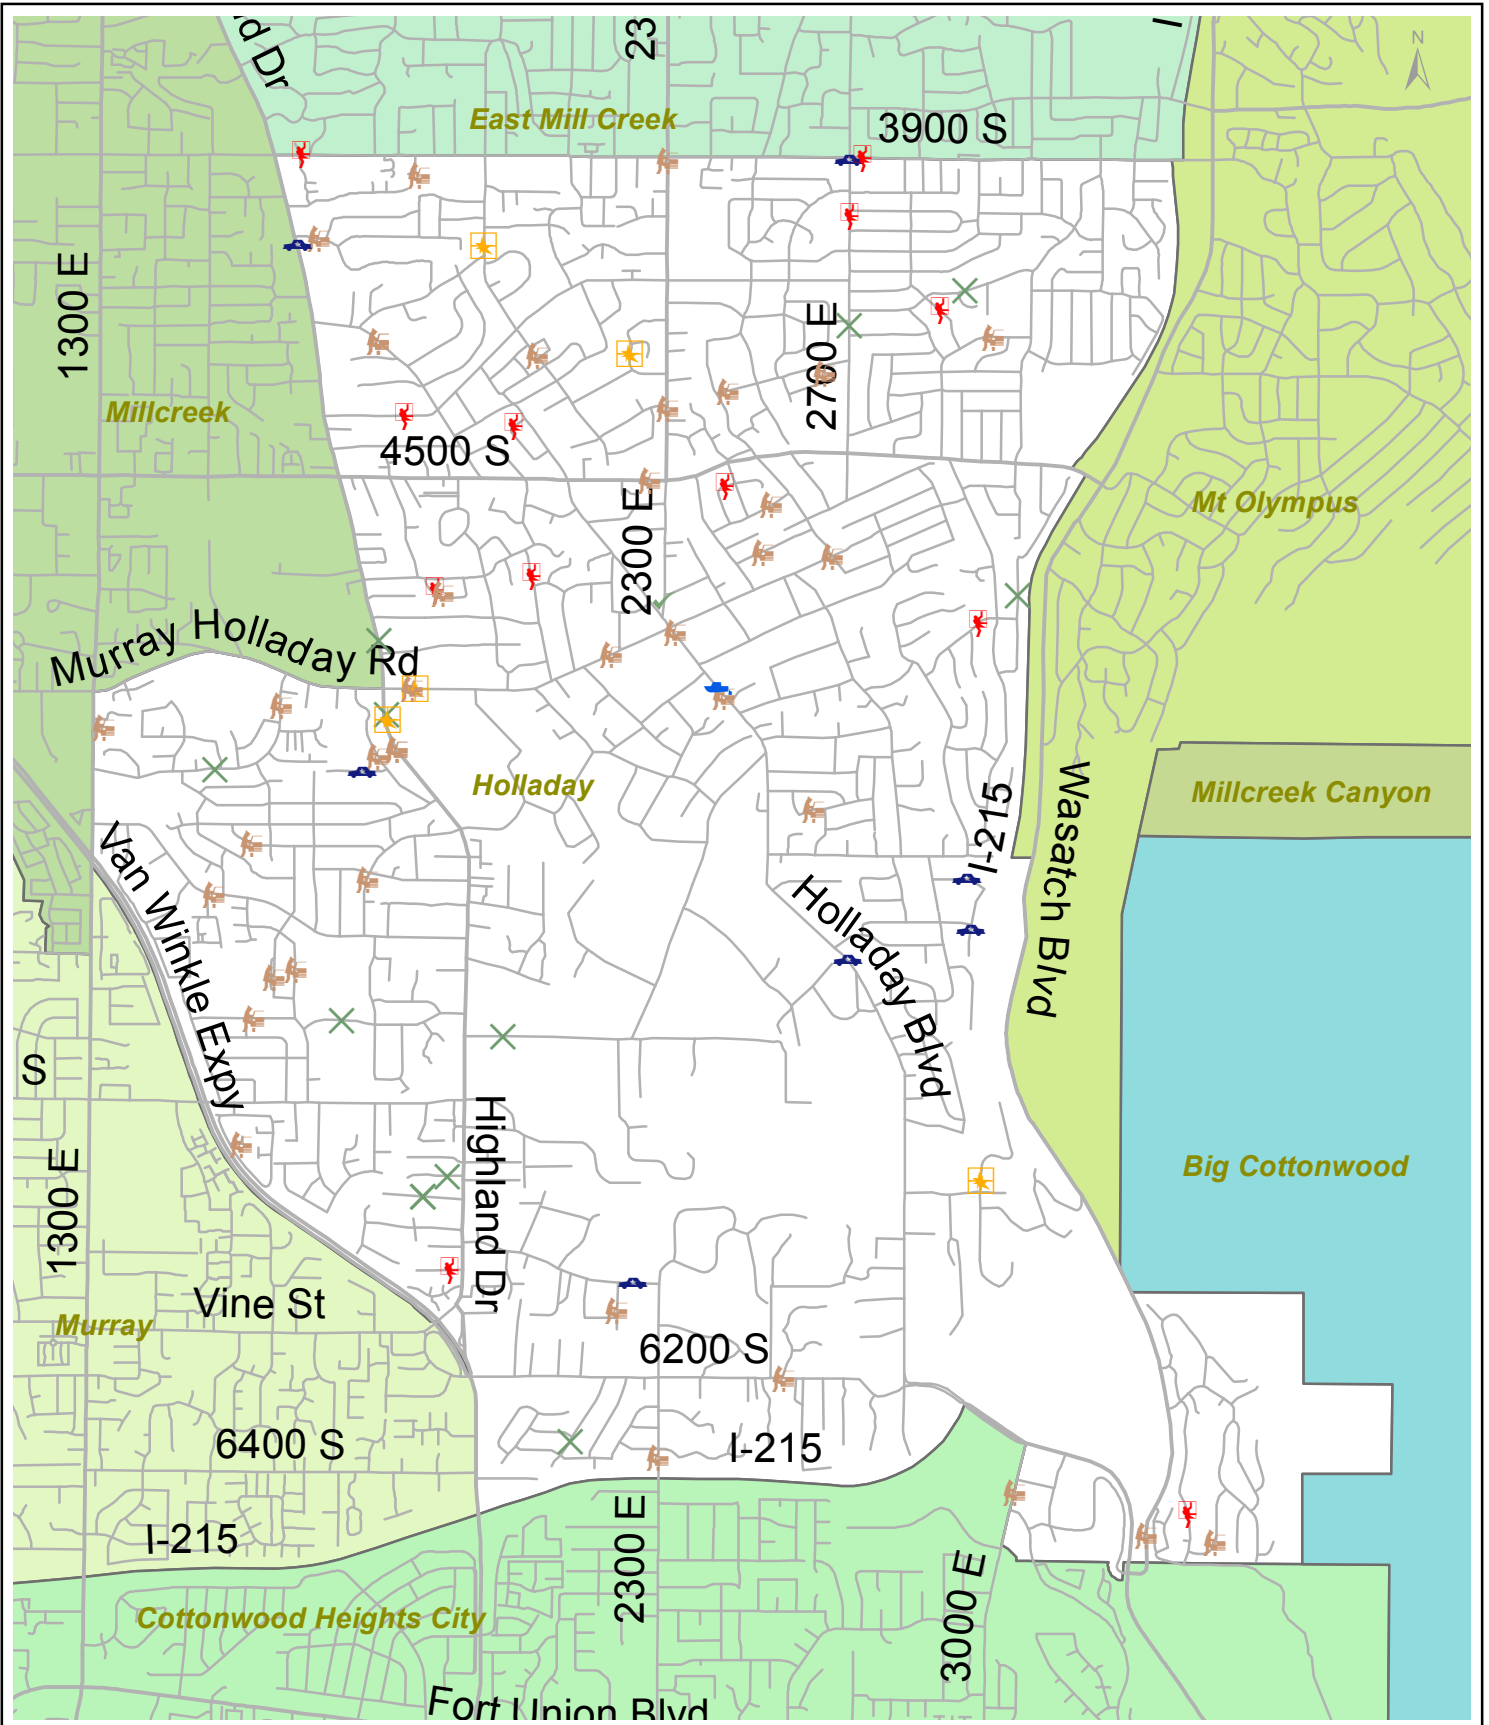 d Dr
23
I
N
East Mill Creek
3900 S
1300 E
2700 E
Millcreek
4500 S
Mt Olympus
2300 E
Murray Holladay Rd
Holladay
I-215
Wasatch Blvd
Millcreek Canyon
Van Winkle Expy
Holladay Blvd
S
Highland Dr
1300 E
Big Cottonwood
Vine St
Murray
6200 S
6400 S
I-215
I-215
2300 E
3000 E
Cottonwood Heights City
Fort Union Blvd